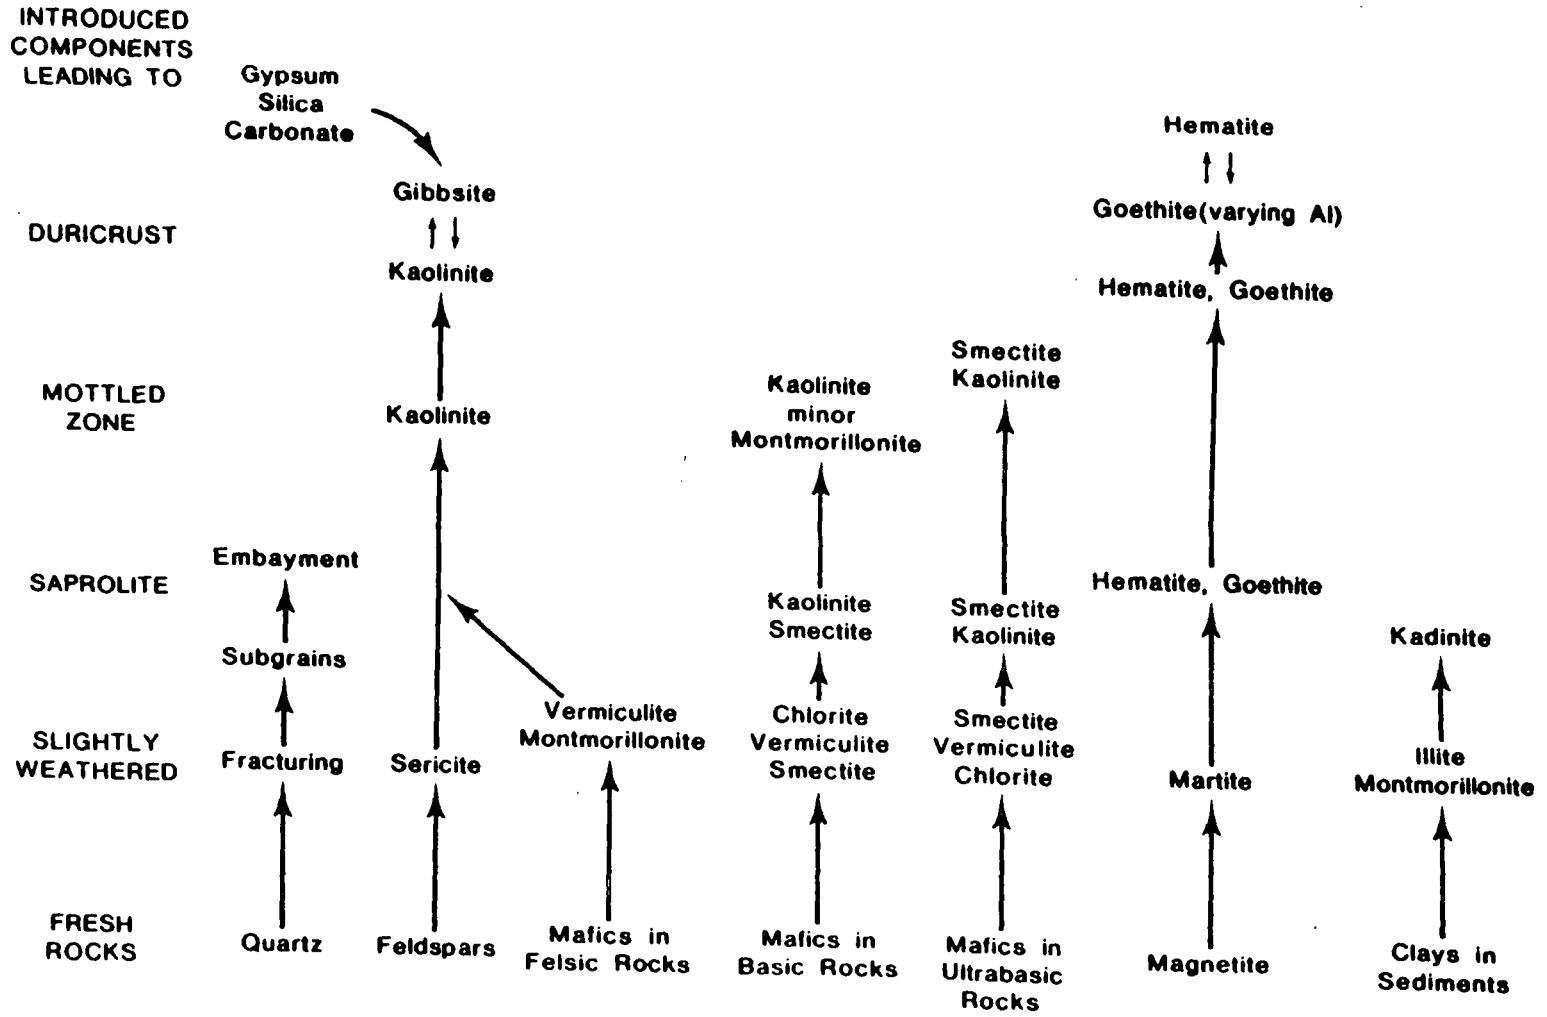 INTRODUCED
COMPONENTS
LEADING TO
Gypsum
Silica
Carbonate
Hematite
Gibbsite
Goethite(varying Al)
DURICRUST
Kaolinite
Hematite, Goethite
Smectite
Kaolinite
MOTTLED
ZONE
Kaolinite
Kaolinite
minor
Montmorillonite
Embayment
SAPROLITE
Hematite, Goethite
Kaolinite
Smectite
Smectite
Kaolinite
Kadinite
Subgrains
SLIGHTLY
WEATHERED
Fracturing
Sericite
Vermiculite
Montmorillonite
Chlorite
Vermiculite
Smectite
Smectite
Vermiculite
Chlorite
Martite
Illite
Montmorillonite
FRESH
ROCKS
Quartz
Feldspars
Mafics in
Felsic Rocks
Mafics in
Basic Rocks
Mafics in
Ultrabasic
Rocks
Magnetite
Clays in
Sediments